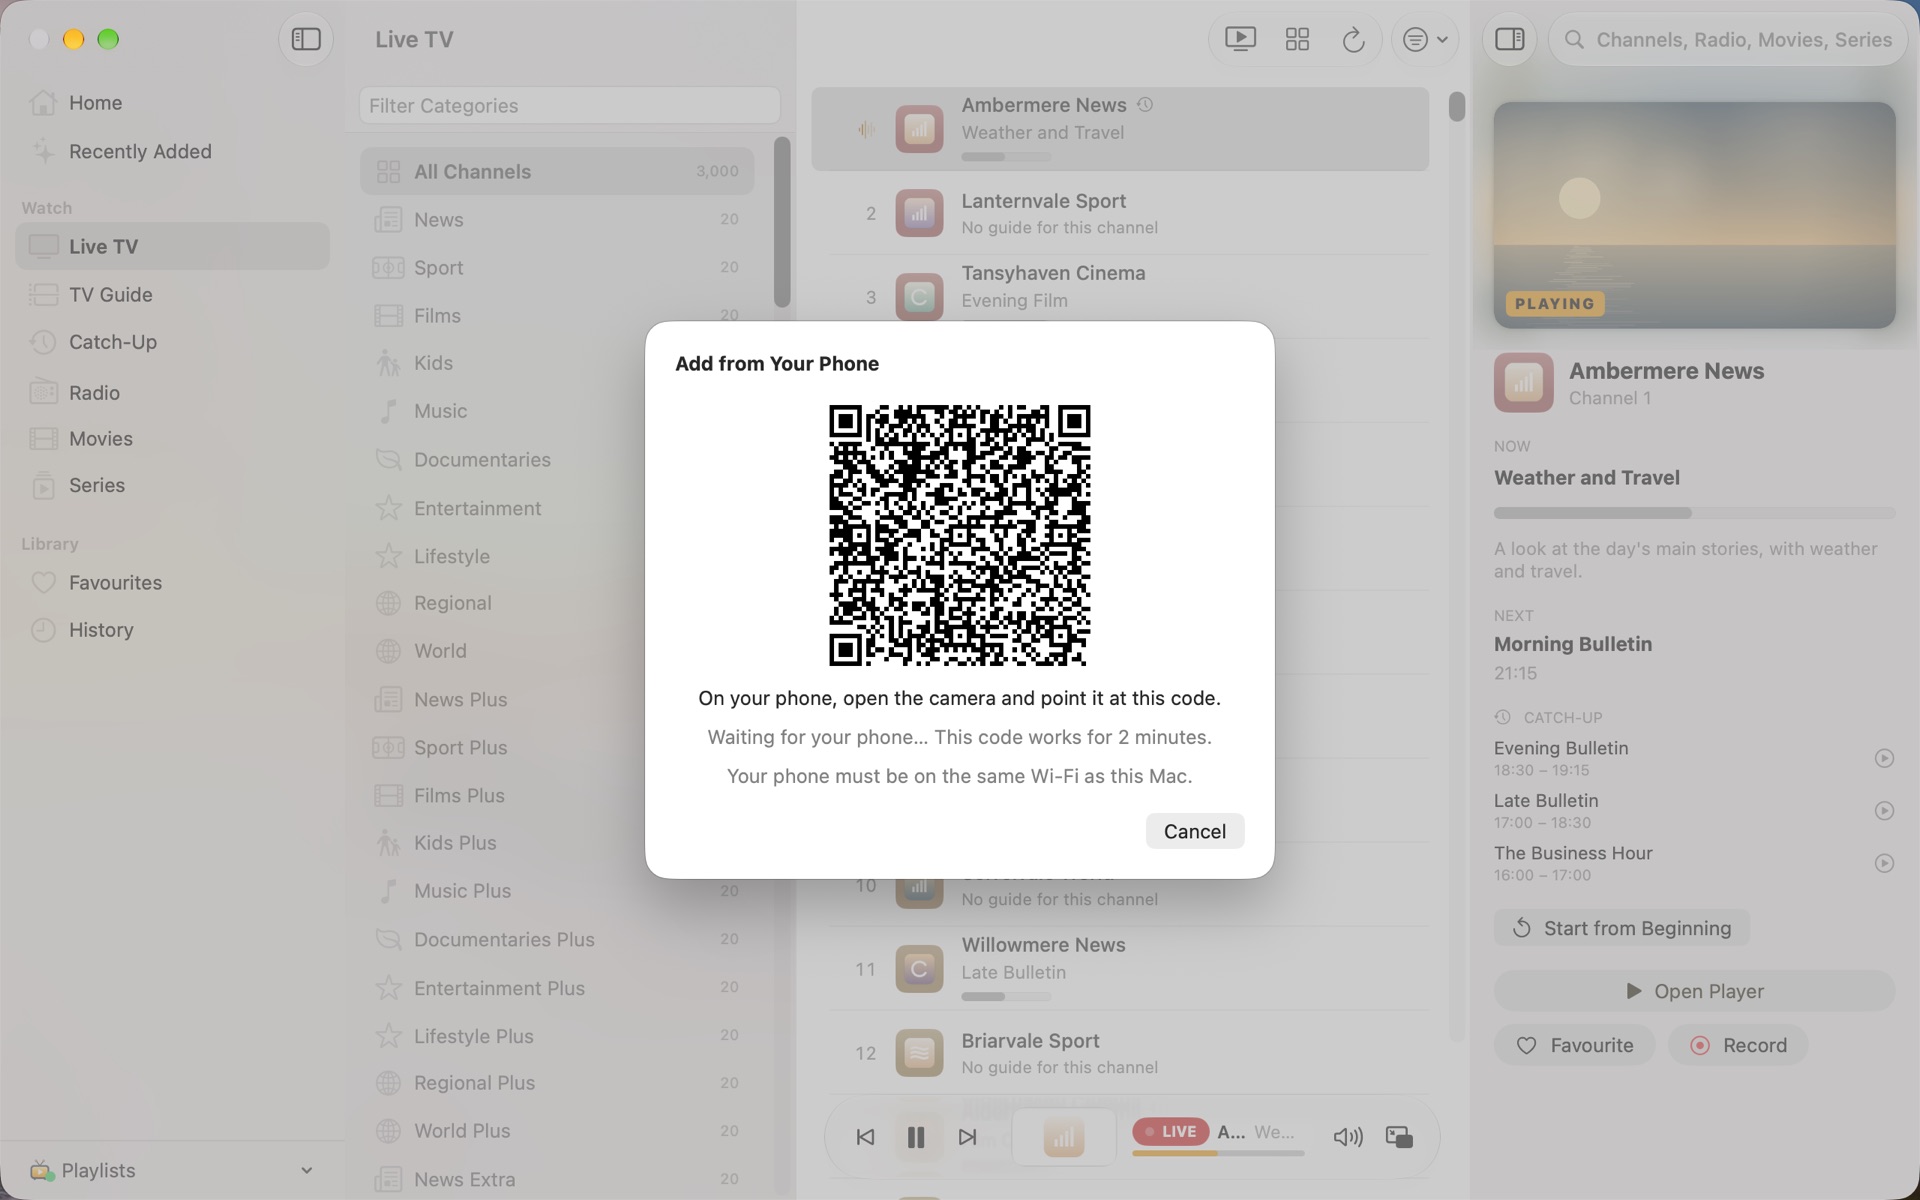 Live TV
Channels, Radio, Movies, Series
Home
Recently Added
Watch
Live TV
TV Guide
Catch-Up
Radio
Movies
Series
Library
Favourites
History
Playlists
Filter Categories
All Channels 3,000
News 20
Sport 20
Films 20
Kids
Music
Documentaries
Entertainment
Lifestyle
Regional
World
News Plus
Sport Plus
Films Plus
Kids Plus
Music Plus 20
Documentaries Plus 20
Entertainment Plus 20
Lifestyle Plus 20
Regional Plus 20
World Plus 20
News Extra 20
Ambermere News
Weather and Travel
2 Lanternvale Sport
No guide for this channel
3 Tansyhaven Cinema
Evening Film
Add from Your Phone
On your phone, open the camera and point it at this code.
Waiting for your phone... This code works for 2 minutes.
Your phone must be on the same Wi-Fi as this Mac.
Cancel
10
No guide for this channel
11 Willowmere News
Late Bulletin
12 Briarvale Sport
No guide for this channel
LIVE A... We...
PLAYING
Ambermere News
Channel 1
NOW
Weather and Travel
A look at the day's main stories, with weather
and travel.
NEXT
Morning Bulletin
21:15
CATCH-UP
Evening Bulletin
18:30 – 19:15
Late Bulletin
17:00 – 18:30
The Business Hour
16:00 – 17:00
Start from Beginning
Open Player
Favourite
Record